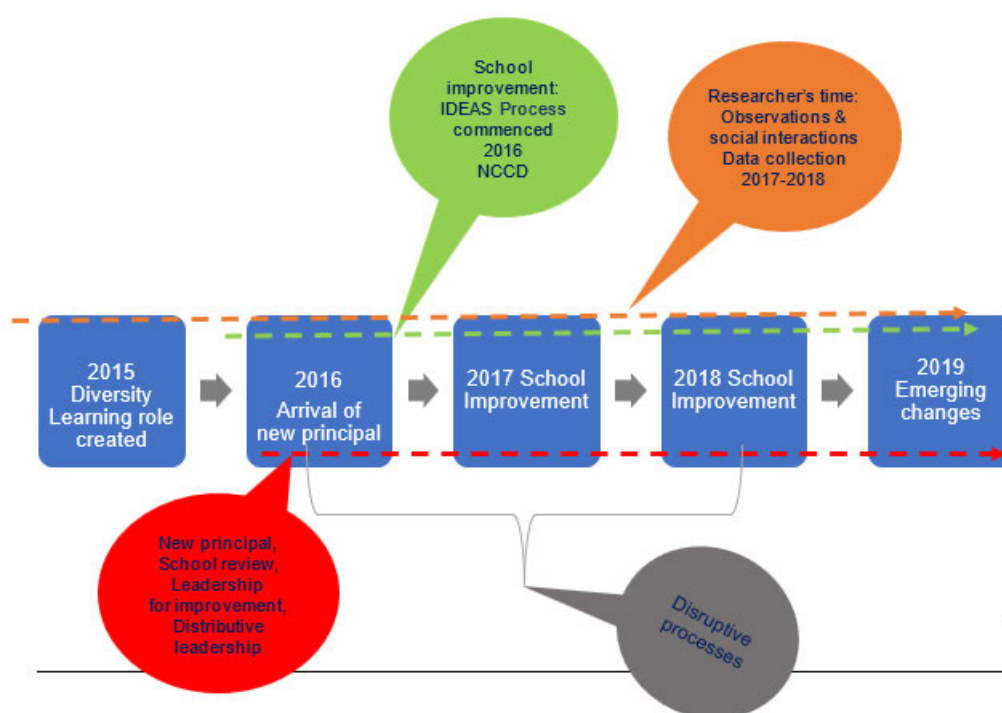 School
improvement:
IDEAS Process
commenced
2016
NCCD
Researcher's time:
Observations &
social interactions
Data collection
2017-2018
2015
Diversity
Learning role
created
2016
Arrival of
new principal
2017 School
Improvement
2018 School
Improvement
2019
Emerging
changes
New principal,
School review,
Leadership
for improvement,
Distributive
leadership
Disruptive
processes